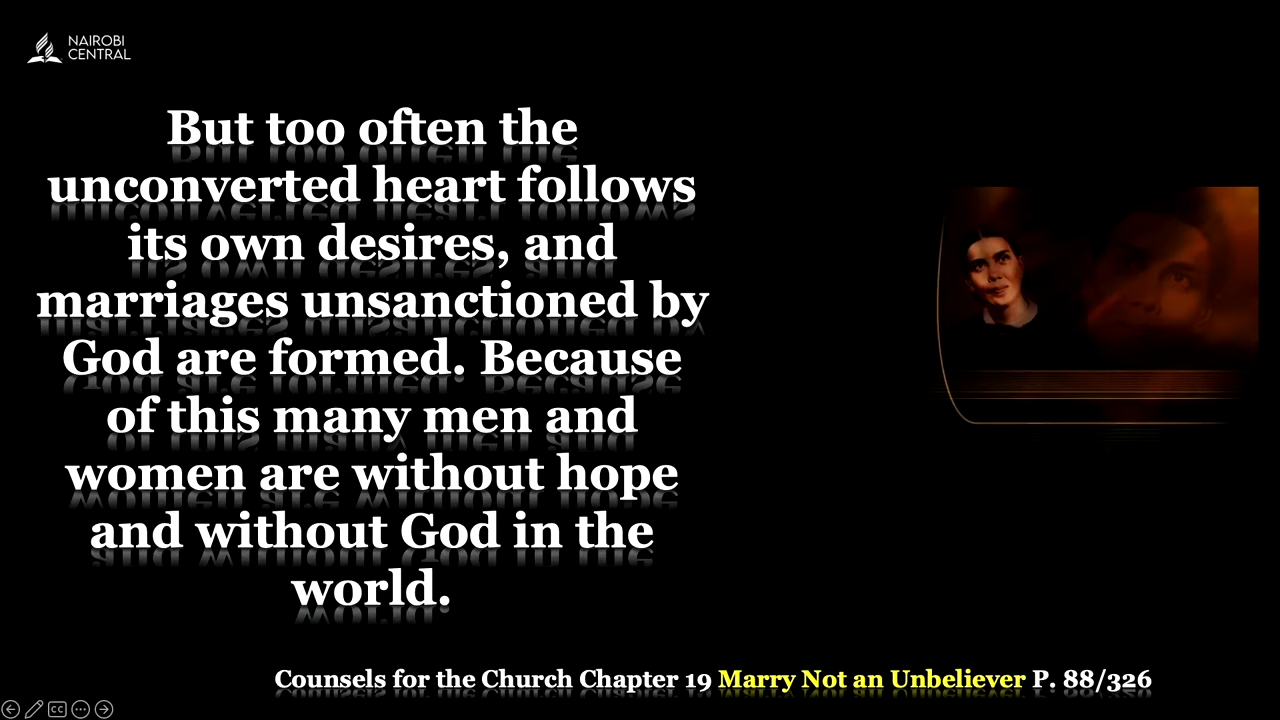 NAIROBI
CENTRAL
But too often the
unconverted heart follows
its own desires, and
marriages unsanctioned by
God are formed. Because
of this many men and
women are without hope
and without God in the
world.
Counsels for the Church Chapter 19 Marry Not an Unbeliever P. 88/326
CC